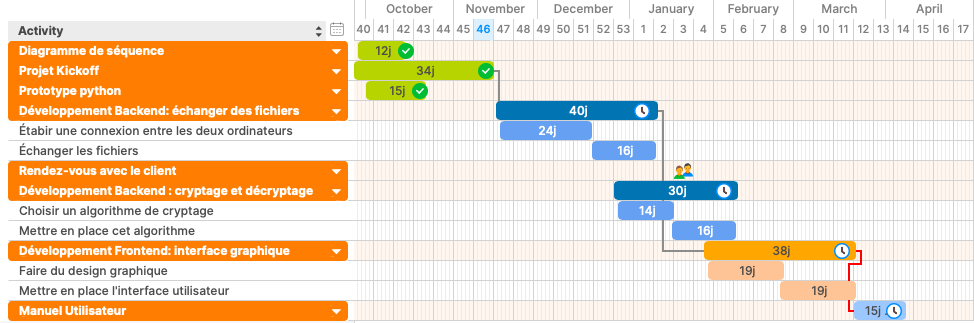 October November December January February March April
Activity 40 41 42 43 44 45 46 47 48 49 50 51 52 53 1 2 3 4 5 6 7 8 9 10 11 12 13 14 15 16 17
Diagramme de séquence 12j
Projet Kickoff 34j
Prototype python 15j
Développement Backend: échanger des fichiers 40j
Étabir une connexion entre les deux ordinateurs 24j
Échanger les fichiers 16j
Rendez-vous avec le client
Développement Backend : cryptage et décryptage 30j
Choisir un algorithme de cryptage 14j
Mettre en place cet algorithme 16j
Développement Frontend: interface graphique 38j
Faire du design graphique 19j
Mettre en place l'interface utilisateur 19j
Manuel Utilisateur 15j